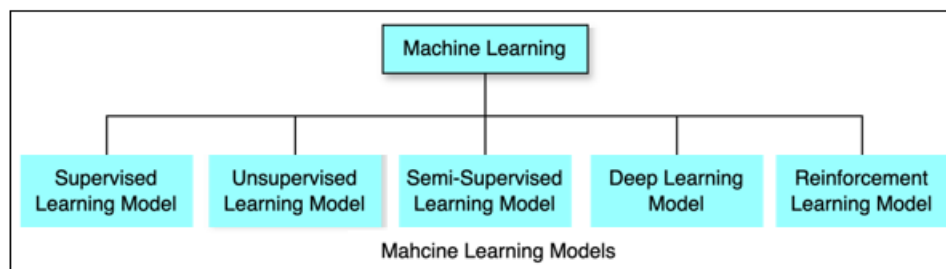 Machine Learning
Supervised
Learning Model
Unsupervised
Learning Model
Semi-Supervised
Learning Model
Deep Learning
Model
Reinforcement
Learning Model
Mahcine Learning Models